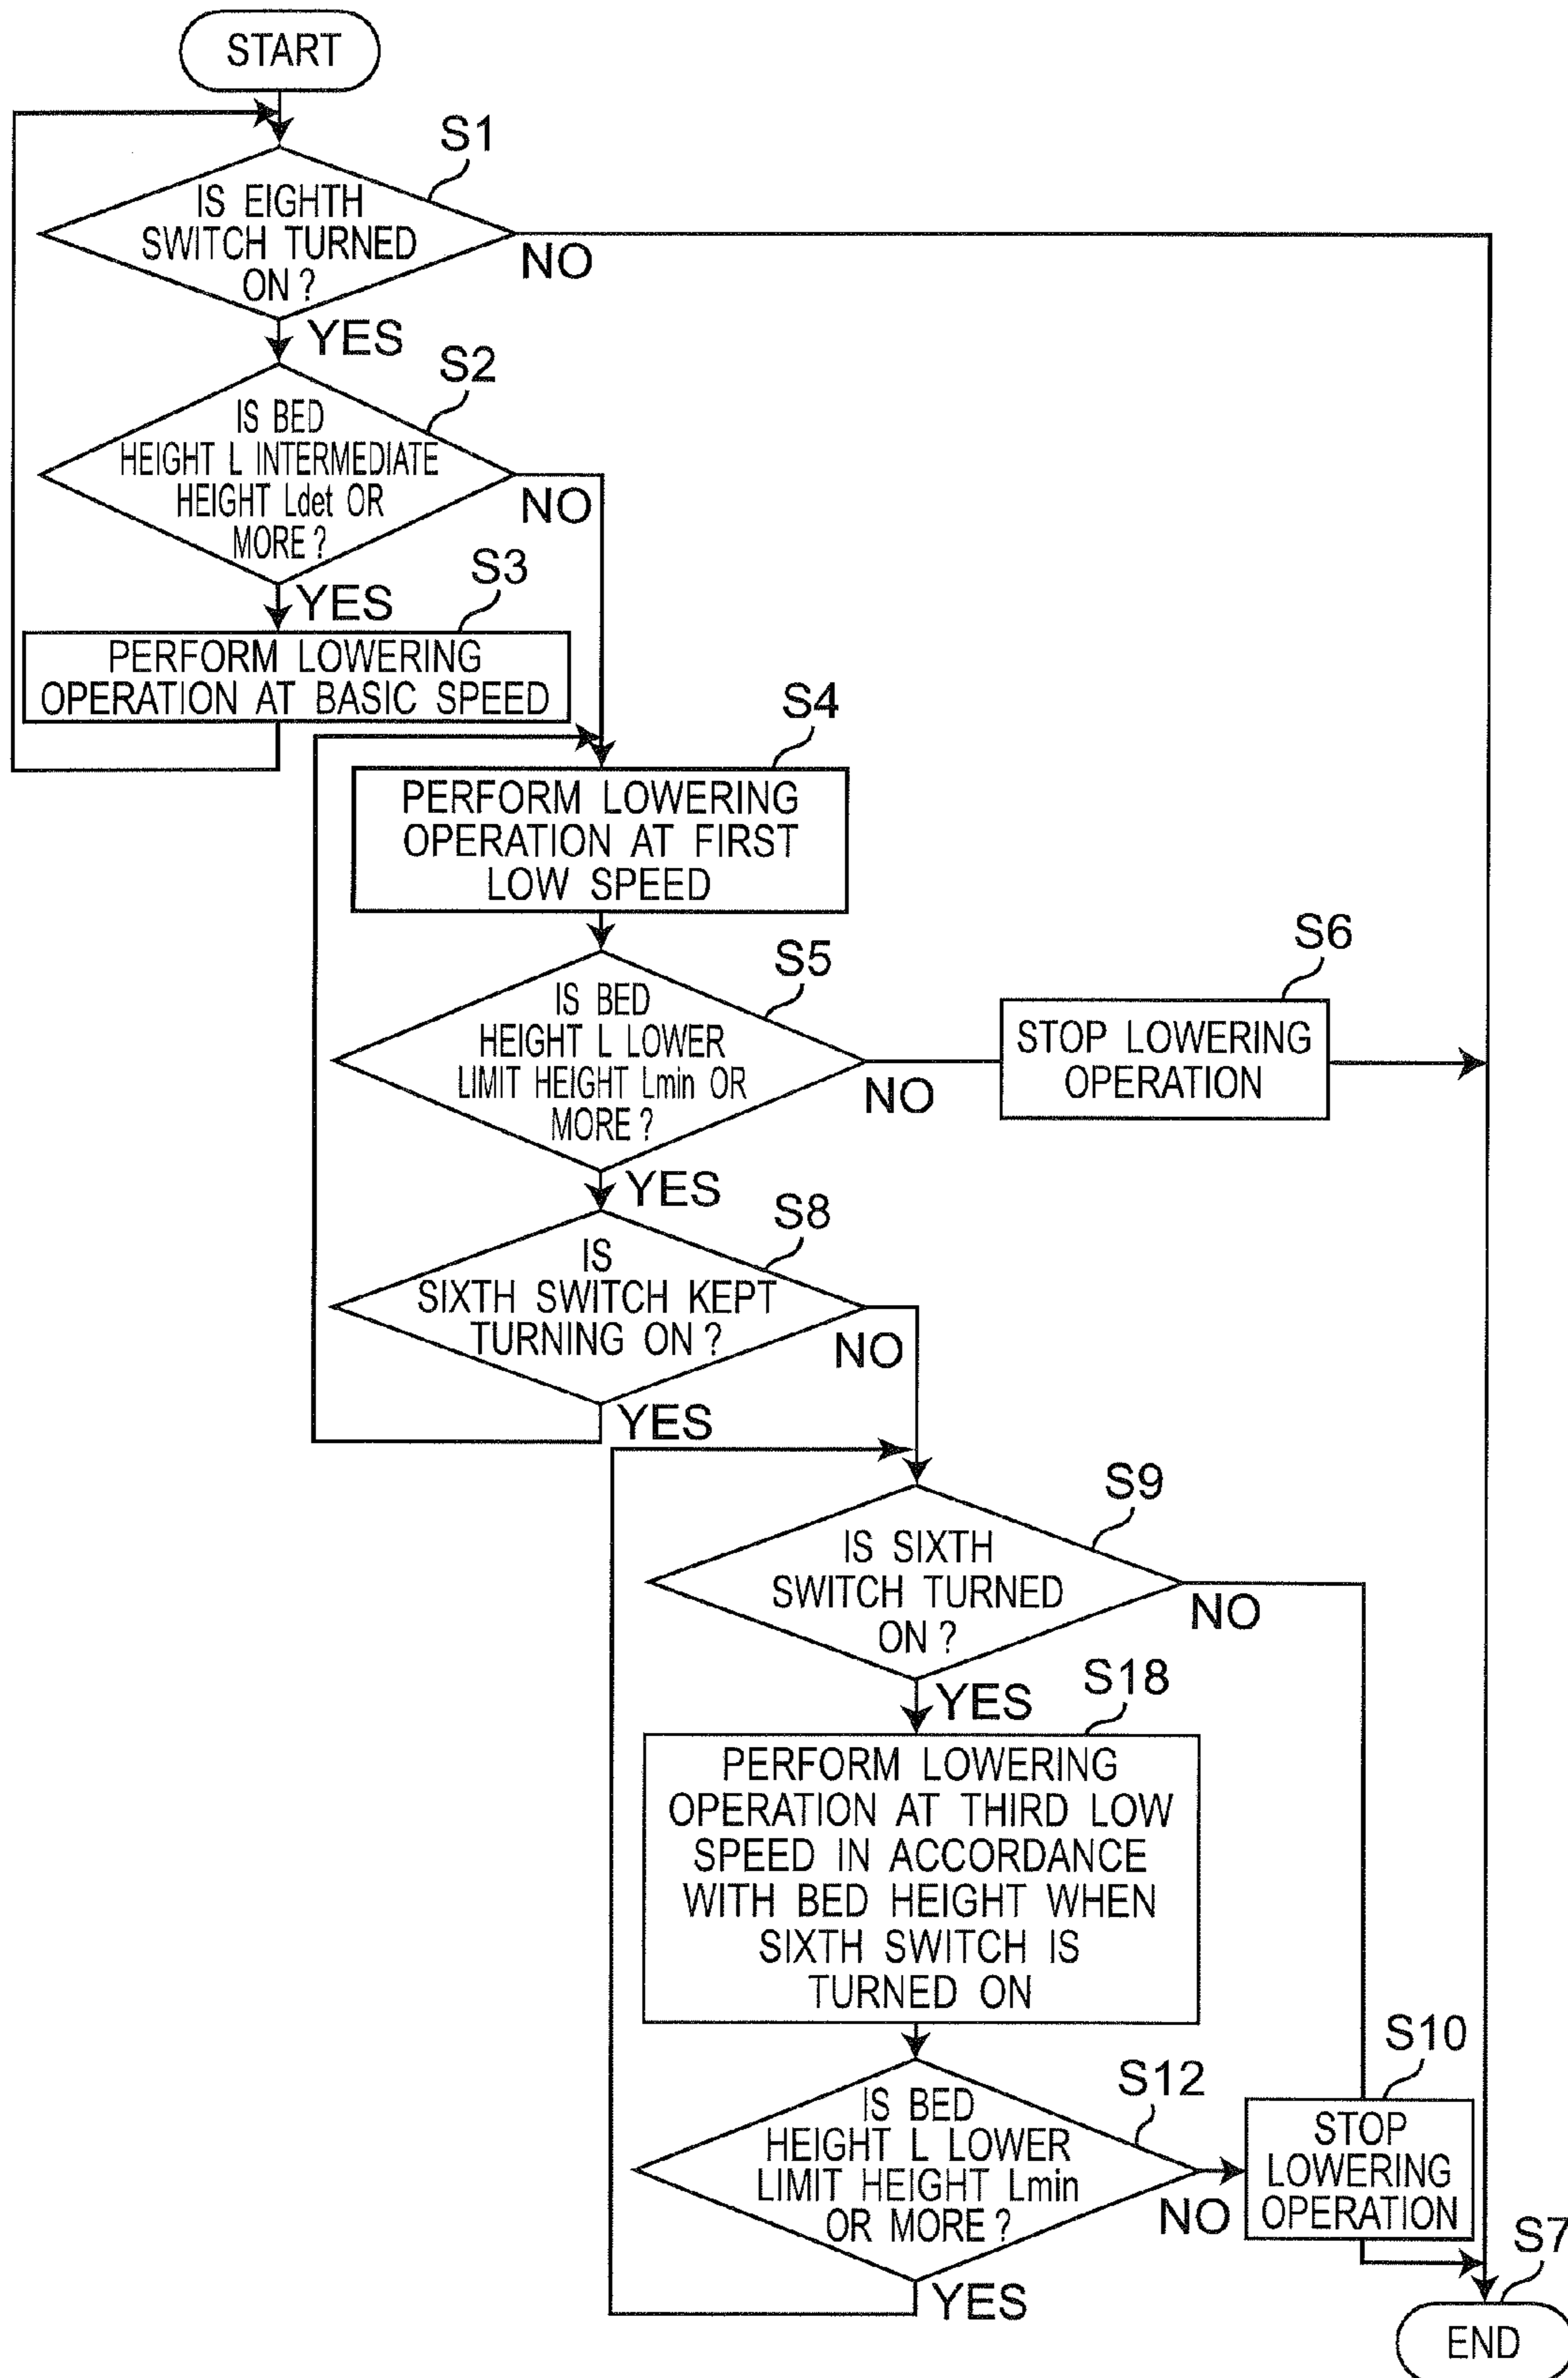 START
S1
IS EIGHTH
SWITCH TURNED
ON ?
NO
YES
S2
IS BED
HEIGHT L INTERMEDIATE
HEIGHT Ldet OR
MORE ?
NO
YES
S3
PERFORM LOWERING
OPERATION AT BASIC SPEED
S4
PERFORM LOWERING
OPERATION AT FIRST
LOW SPEED
S5
IS BED
HEIGHT L LOWER
LIMIT HEIGHT Lmin OR
MORE ?
NO
S6
STOP LOWERING
OPERATION
YES
S8
IS
SIXTH SWITCH KEPT
TURNING ON ?
NO
YES
S9
IS SIXTH
SWITCH TURNED
ON ?
NO
YES
S18
PERFORM LOWERING
OPERATION AT THIRD LOW
SPEED IN ACCORDANCE
WITH BED HEIGHT WHEN
SIXTH SWITCH IS
TURNED ON
S12
IS BED
HEIGHT L LOWER
LIMIT HEIGHT Lmin
OR MORE ?
NO
YES
S10
STOP
LOWERING
OPERATION
S7
END